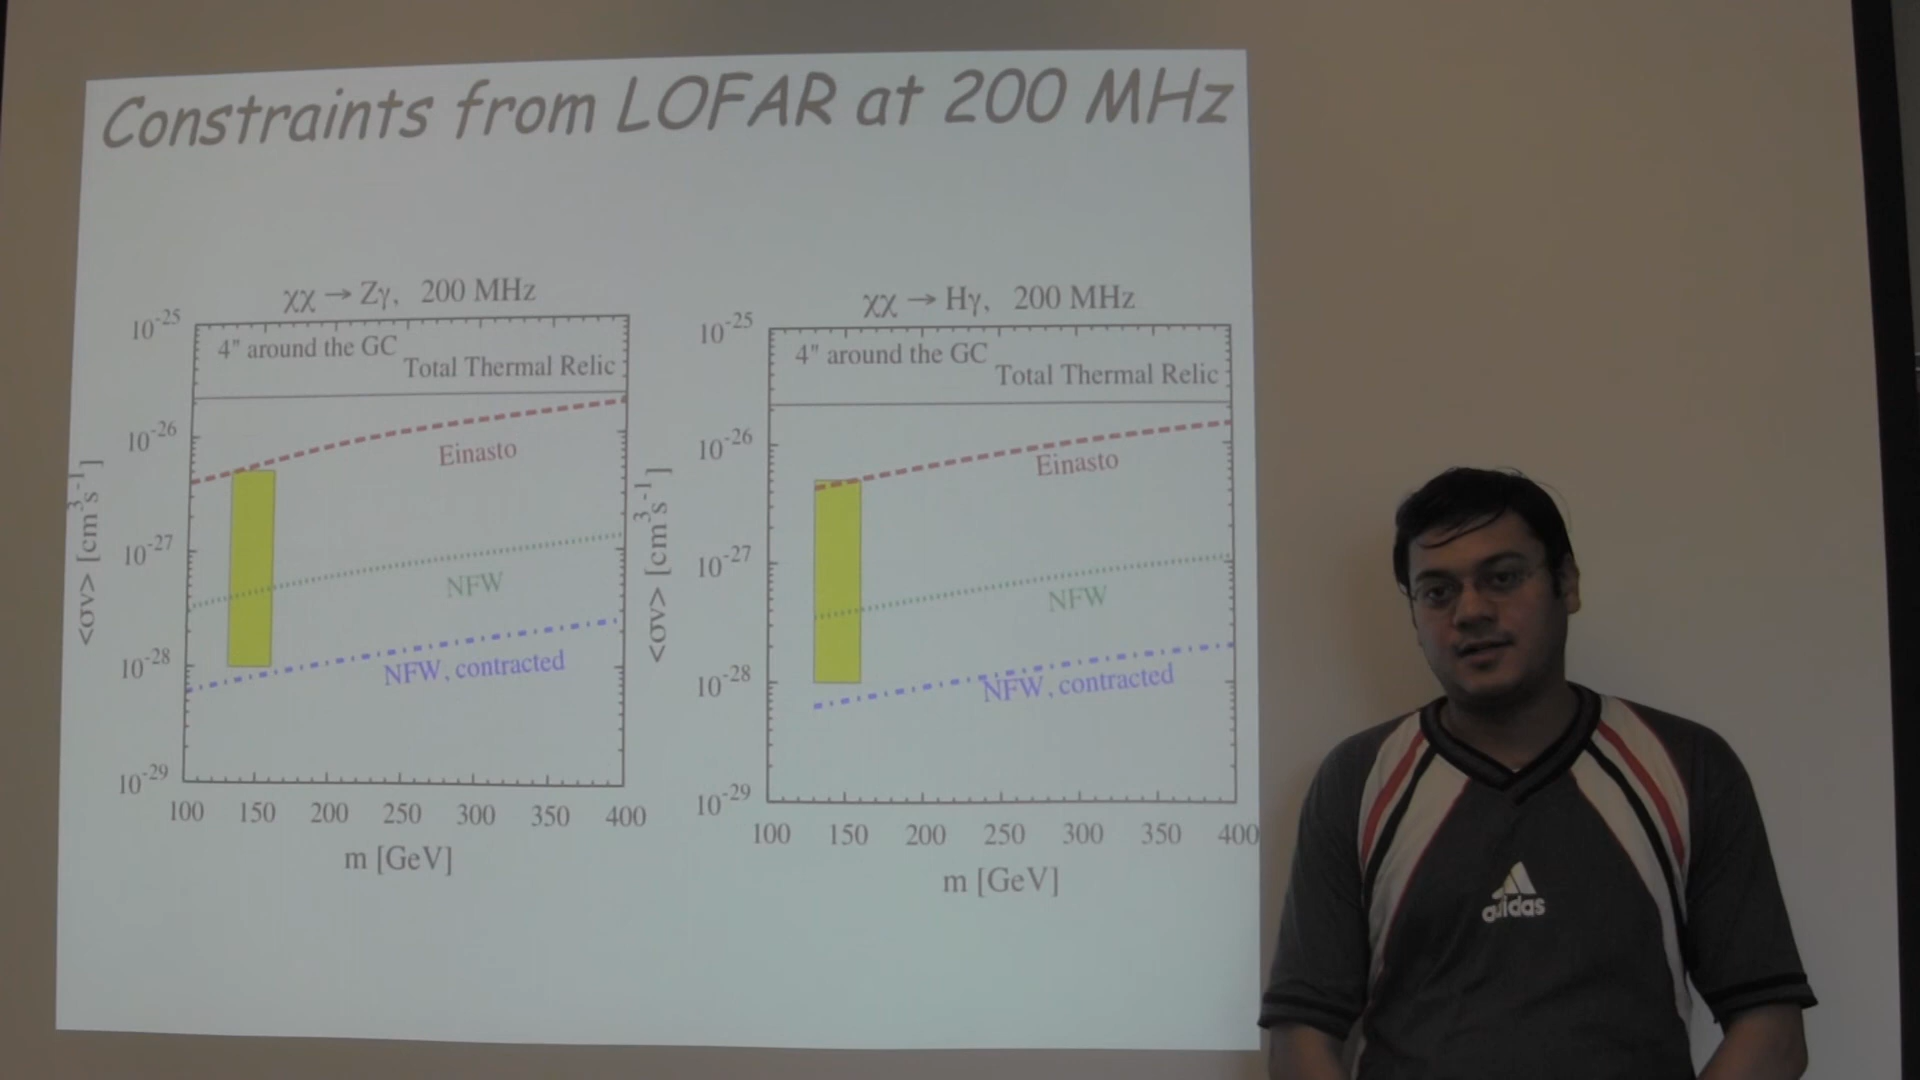 Constraints from LOFAR at 200 MHz
χχ → Zγ, 200 MHz
10^-25
4" around the GC
Total Thermal Relic
10^-26
Einasto
10^-27
NFW
10^-28
NFW, contracted
10^-29
100 150 200 250 300 350 400
m [GeV]
<σv> [cm^3 s^-1]
χχ → Hγ, 200 MHz
10^-25
4" around the GC
Total Thermal Relic
10^-26
Einasto
10^-27
NFW
10^-28
NFW, contracted
10^-29
100 150 200 250 300 350 400
m [GeV]
<σv> [cm^3 s^-1]
adidas